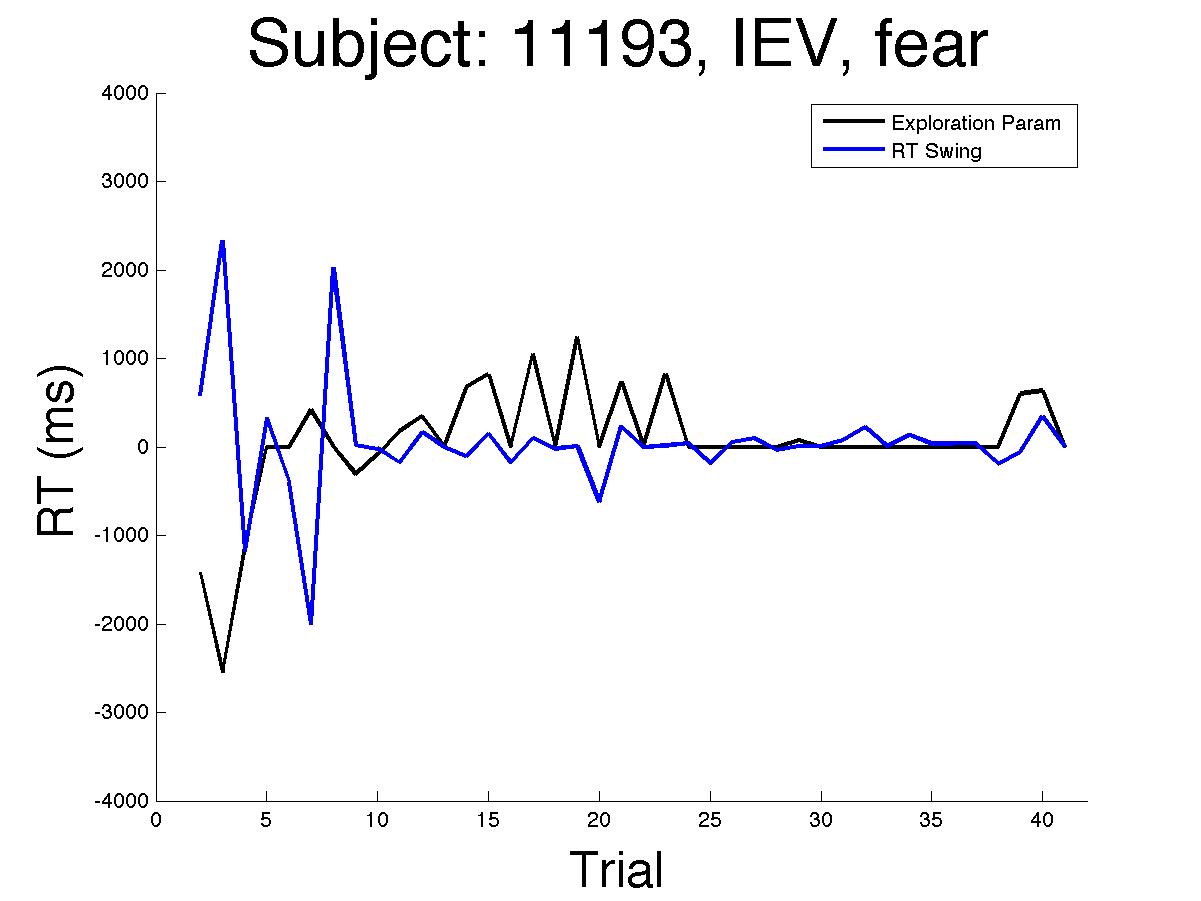 Subject: 11193, IEV, fear
Exploration Param
RT Swing
RT (ms)
4000
3000
2000
1000
0
-1000
-2000
-3000
-4000
0 5 10 15 20 25 30 35 40
Trial